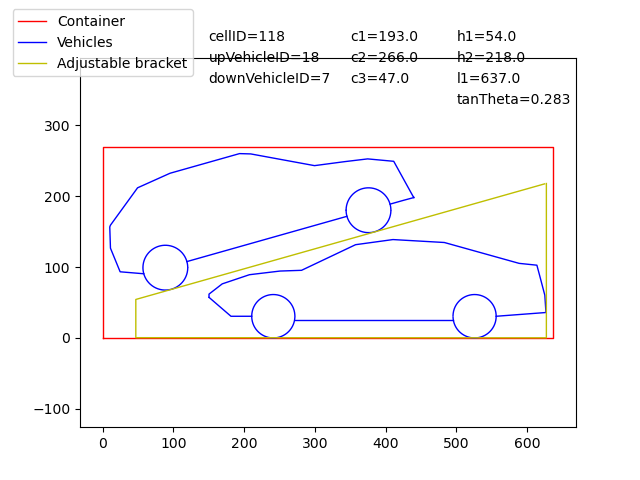 Container
Vehicles
Adjustable bracket
cellID=118 c1=193.0 h1=54.0
upVehicleID=18 c2=266.0 h2=218.0
downVehicleID=7 c3=47.0 l1=637.0
tanTheta=0.283
300
200
100
0
−100
0 100 200 300 400 500 600